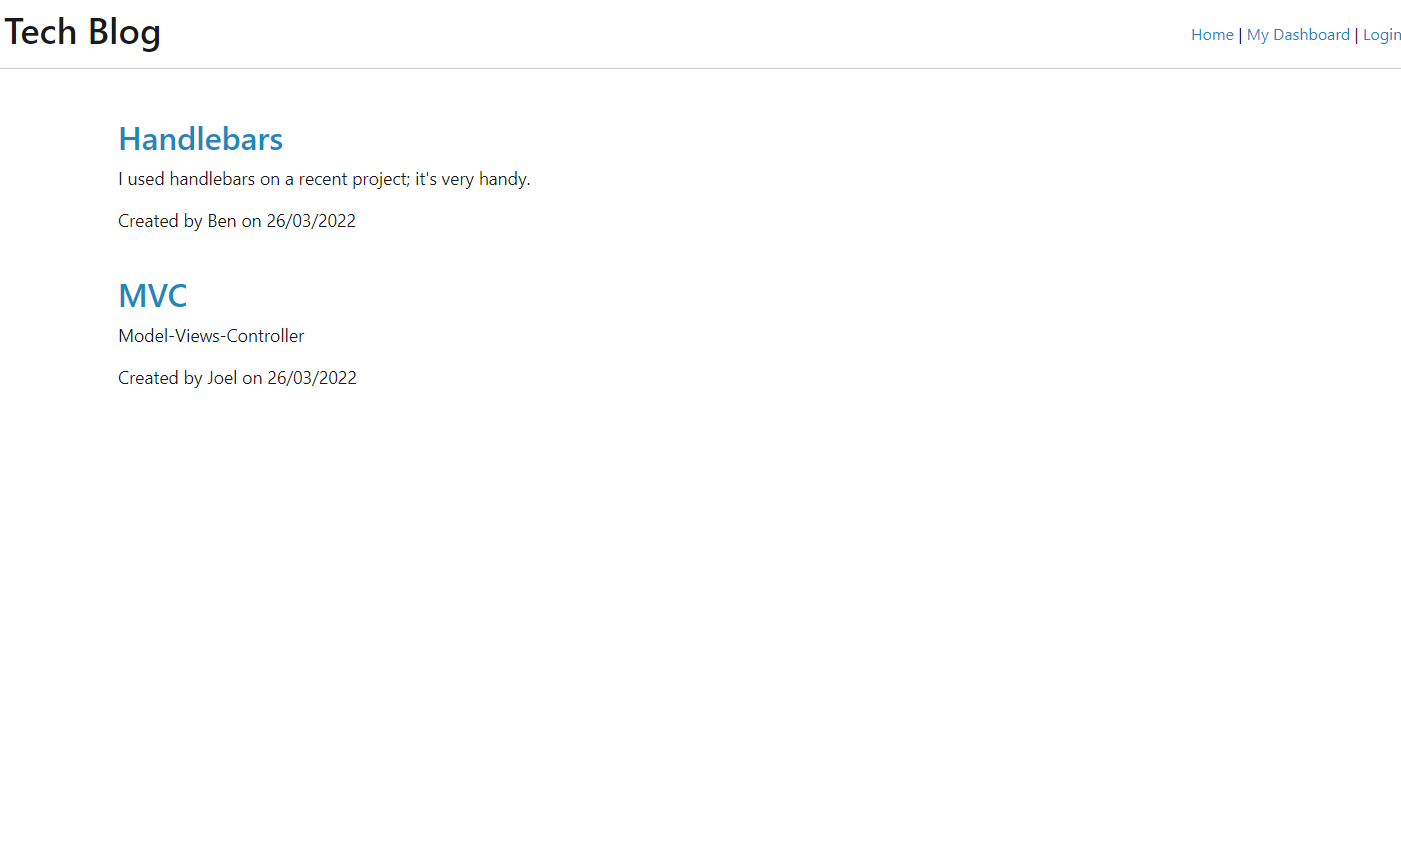 Tech Blog
Home | My Dashboard | Login
Handlebars
I used handlebars on a recent project; it's very handy.
Created by Ben on 26/03/2022
MVC
Model-Views-Controller
Created by Joel on 26/03/2022